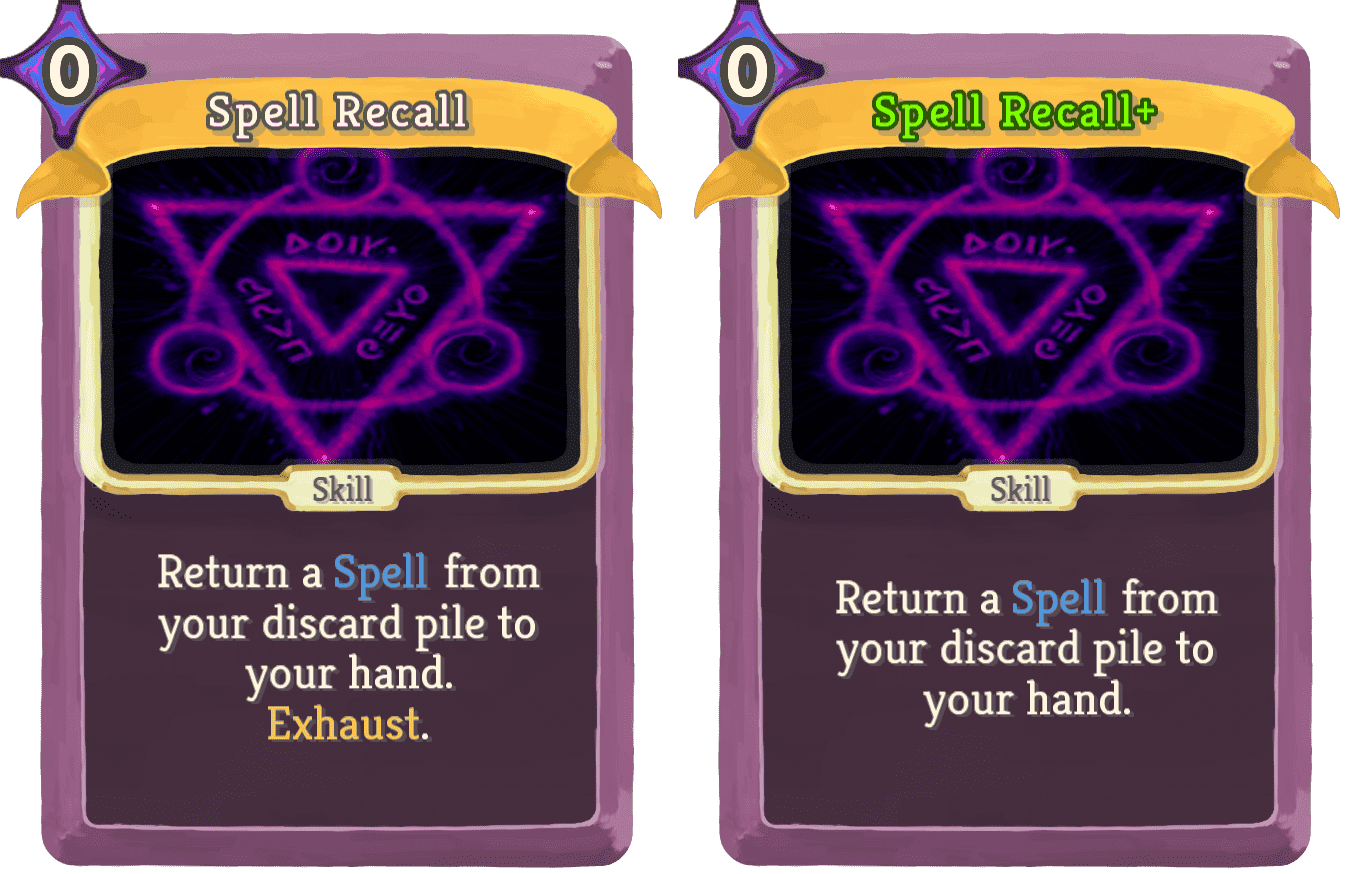 0
Spell Recall
Skill
Return a Spell from
your discard pile to
your hand.
Exhaust.
0
Spell Recall+
Skill
Return a Spell from
your discard pile to
your hand.